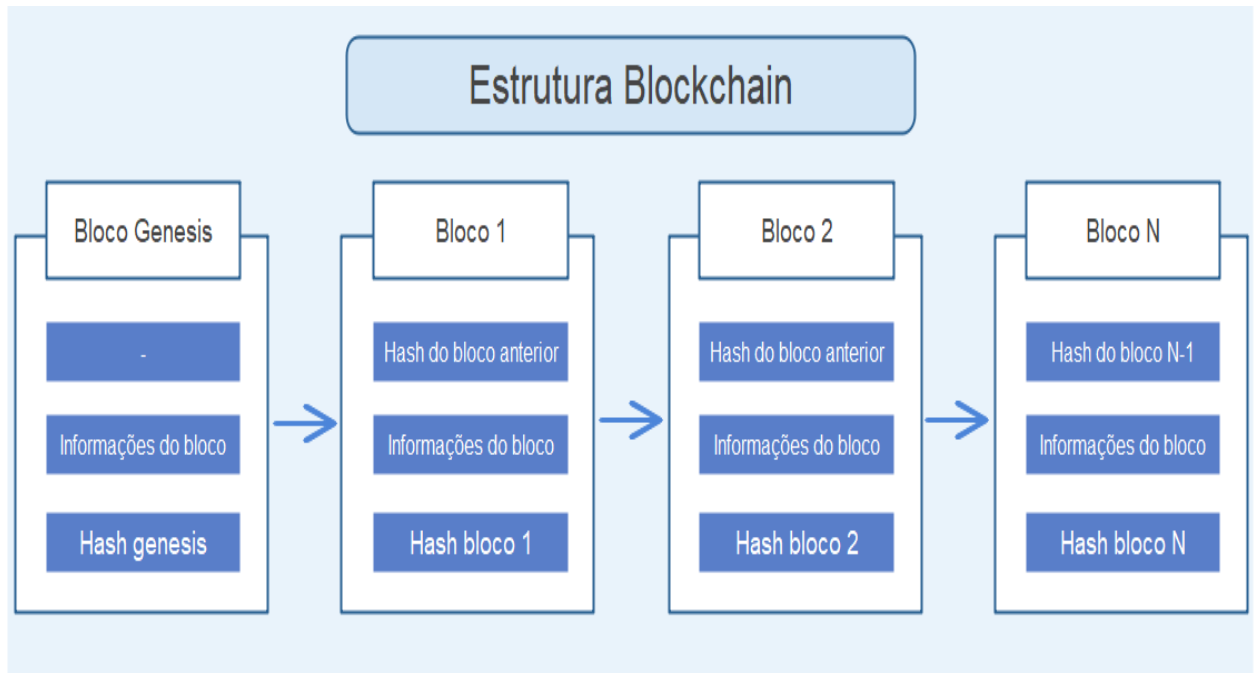 Estrutura Blockchain
Bloco Genesis
-
Informações do bloco
Hash genesis
Bloco 1
Hash do bloco anterior
Informações do bloco
Hash bloco 1
Bloco 2
Hash do bloco anterior
Informações do bloco
Hash bloco 2
Bloco N
Hash do bloco N-1
Informações do bloco
Hash bloco N